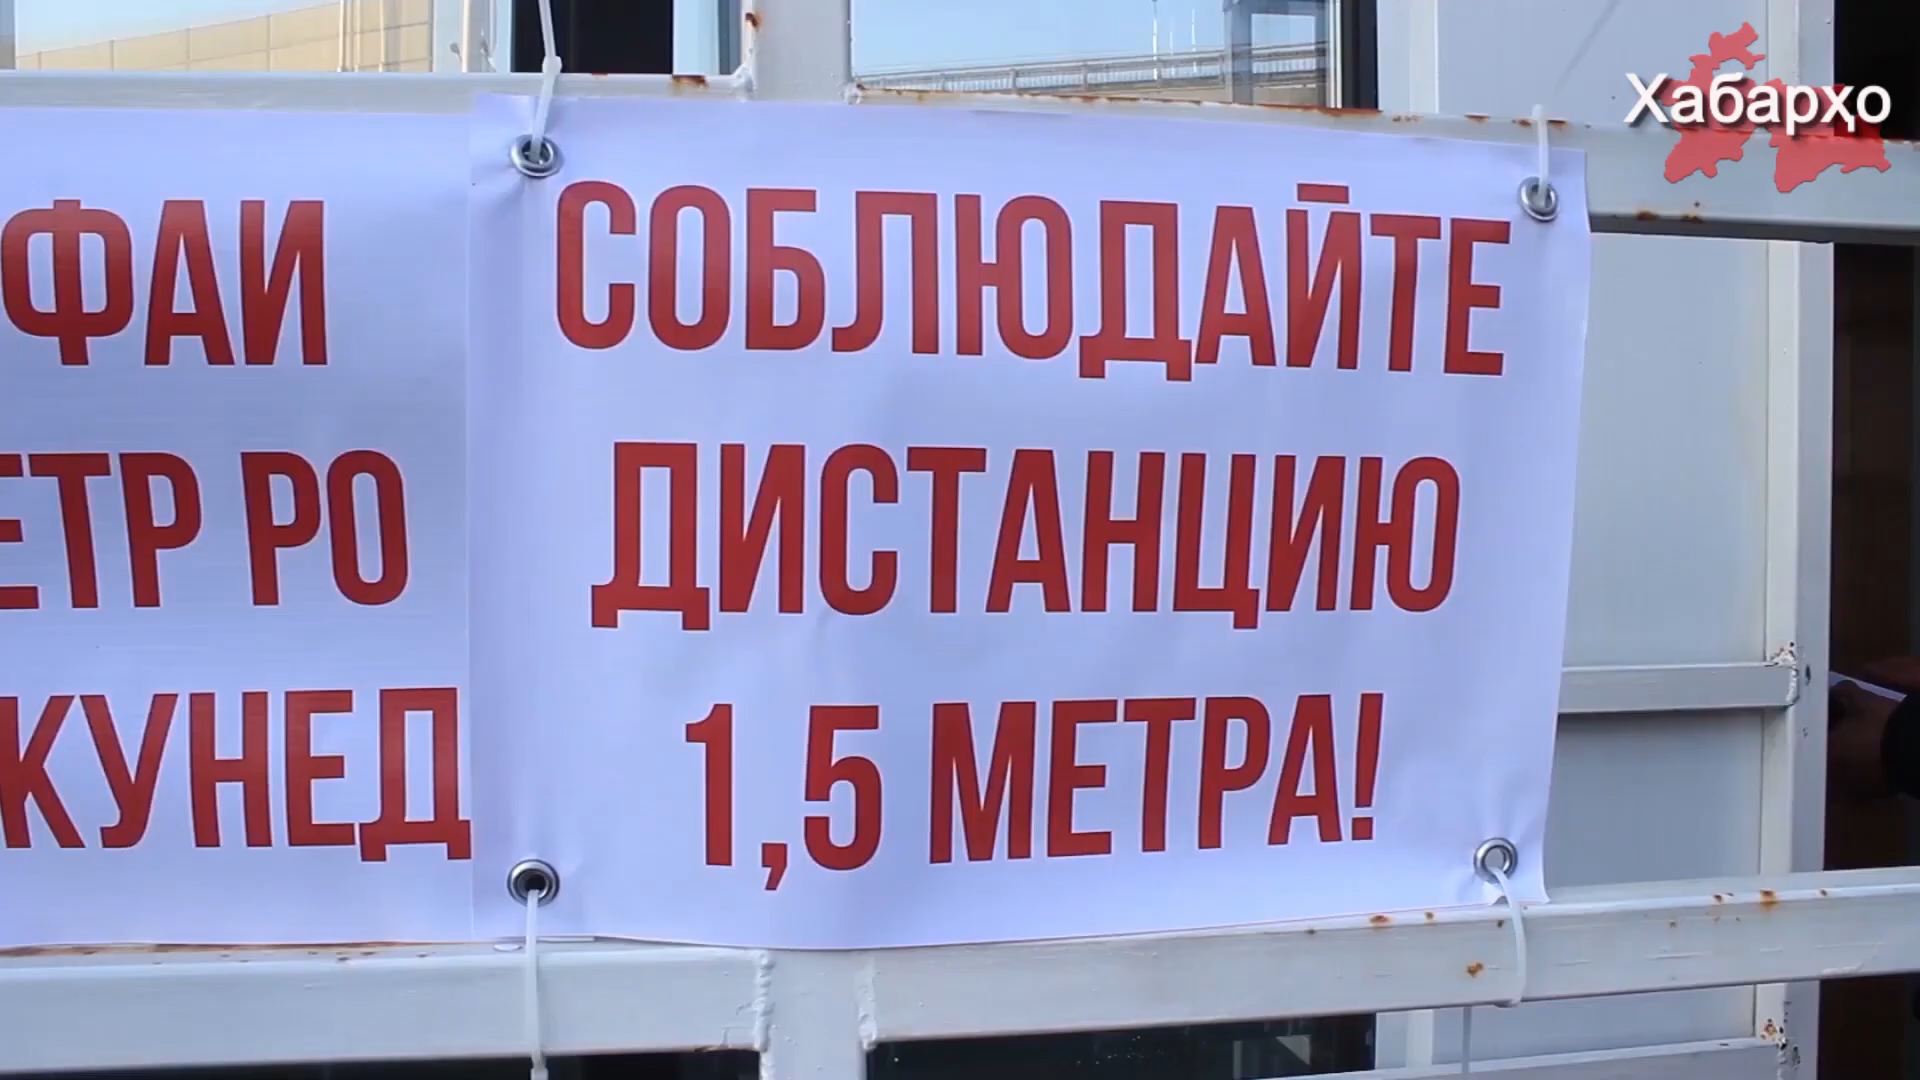 ФАИ
ЕТР РО
КУНЕД
СОБЛЮДАЙТЕ
ДИСТАНЦИЮ
1,5 МЕТРА!
Хабарҳо